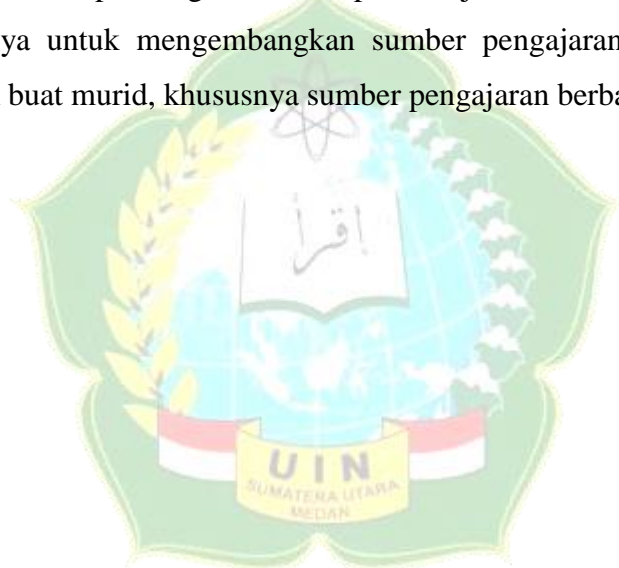 ya untuk mengembangkan sumber pengajaran
buat murid, khususnya sumber pengajaran berba
اقرأ
UIN
SUMATERA UTARA
MEDAN